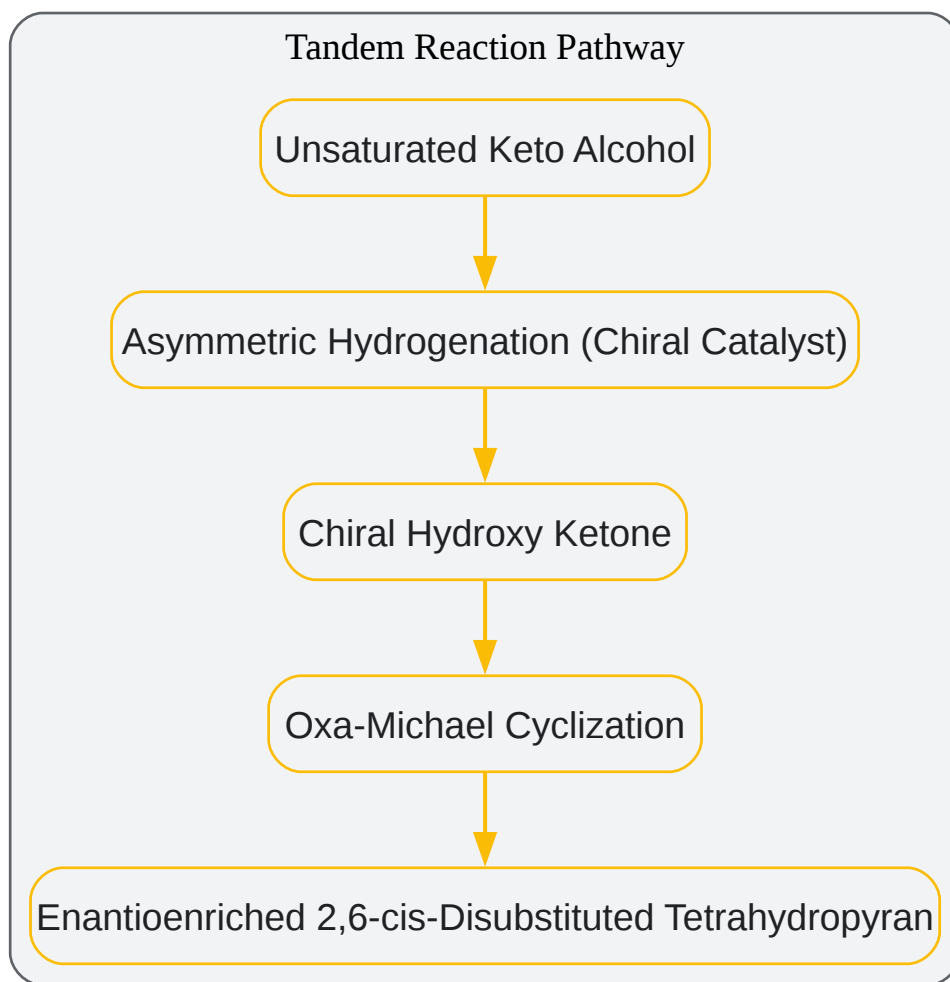 Tandem Reaction Pathway
Unsaturated Keto Alcohol
Asymmetric Hydrogenation (Chiral Catalyst)
Chiral Hydroxy Ketone
Oxa-Michael Cyclization
Enantioenriched 2,6-cis-Disubstituted Tetrahydropyran